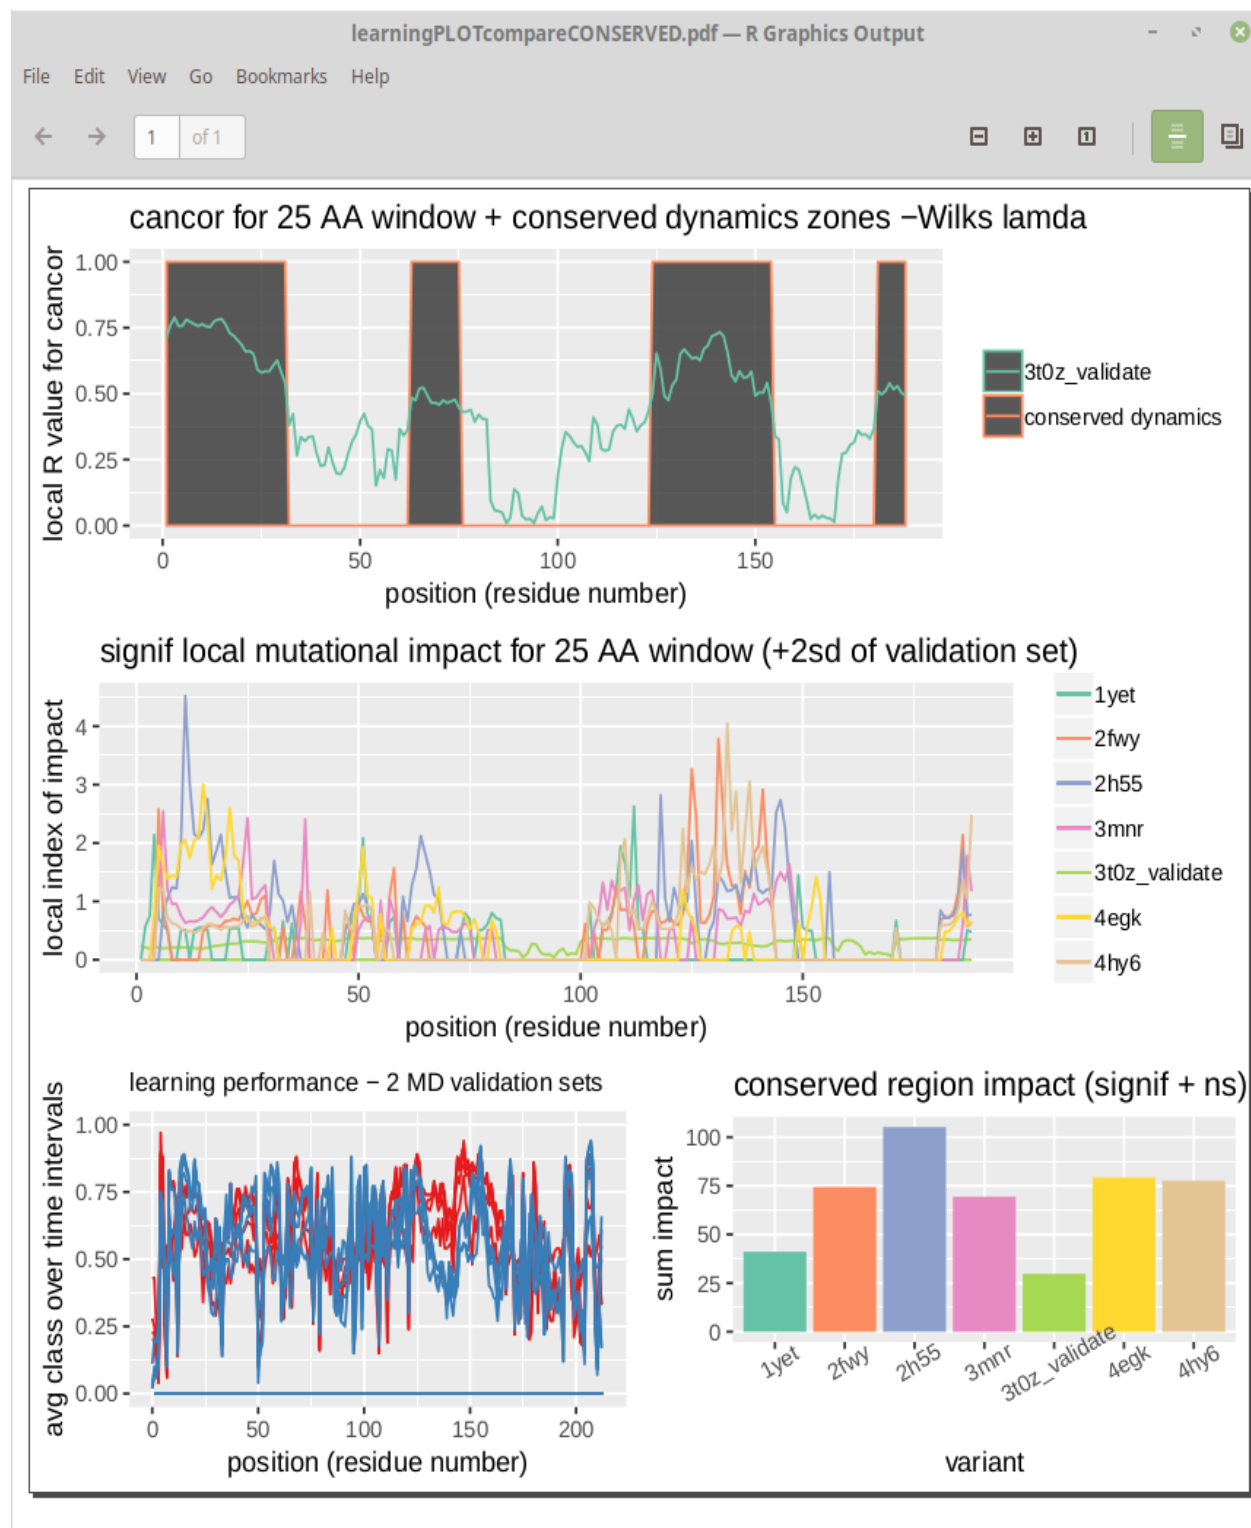 learningPLOTcompareCONSERVED.pdf — R Graphics Output
File Edit View Go Bookmarks Help
1 of 1
1
cancor for 25 AA window + conserved dynamics zones −Wilks lamda
local R value for cancor
1.00
0.75
0.50
0.25
0.00
0 50 100 150
position (residue number)
3t0z_validate
conserved dynamics
signif local mutational impact for 25 AA window (+2sd of validation set)
local index of impact
4
3
2
1
0
0 50 100 150
position (residue number)
1yet
2fwy
2h55
3mnr
3t0z_validate
4egk
4hy6
learning performance − 2 MD validation sets
avg class over time intervals
1.00
0.75
0.50
0.25
0.00
0 50 100 150 200
position (residue number)
conserved region impact (signif + ns)
sum impact
100
75
50
25
0
1yet 2fwy 2h55 3mnr 3t0z_validate 4egk 4hy6
variant